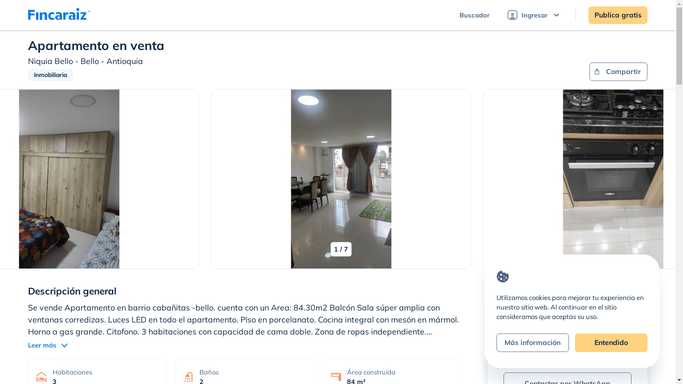 Fincaraiz
Buscador
Ingresar
Publica gratis
Apartamento en venta
Niquia Bello - Bello - Antioquia
Inmobiliaria
Compartir
1 / 7
Descripción general
Se vende Apartamento en barrio cabañitas -bello. cuenta con un Area: 84.30m2 Balcón Sala súper amplia con
ventanas corredizas. Luces LED en todo el apartamento. Piso en porcelanato. Cocina integral con mesón en mármol.
Horno a gas grande. Citofono. 3 habitaciones con capacidad de cama doble. Zona de ropas independiente....
Leer más
Habitaciones
3
Baños
2
Área construida
84 m²
Utilizamos cookies para mejorar tu experiencia en
nuestro sitio web. Al continuar en el sitio
consideramos que aceptas su uso.
Más información
Entendido
Contactar por WhatsApp